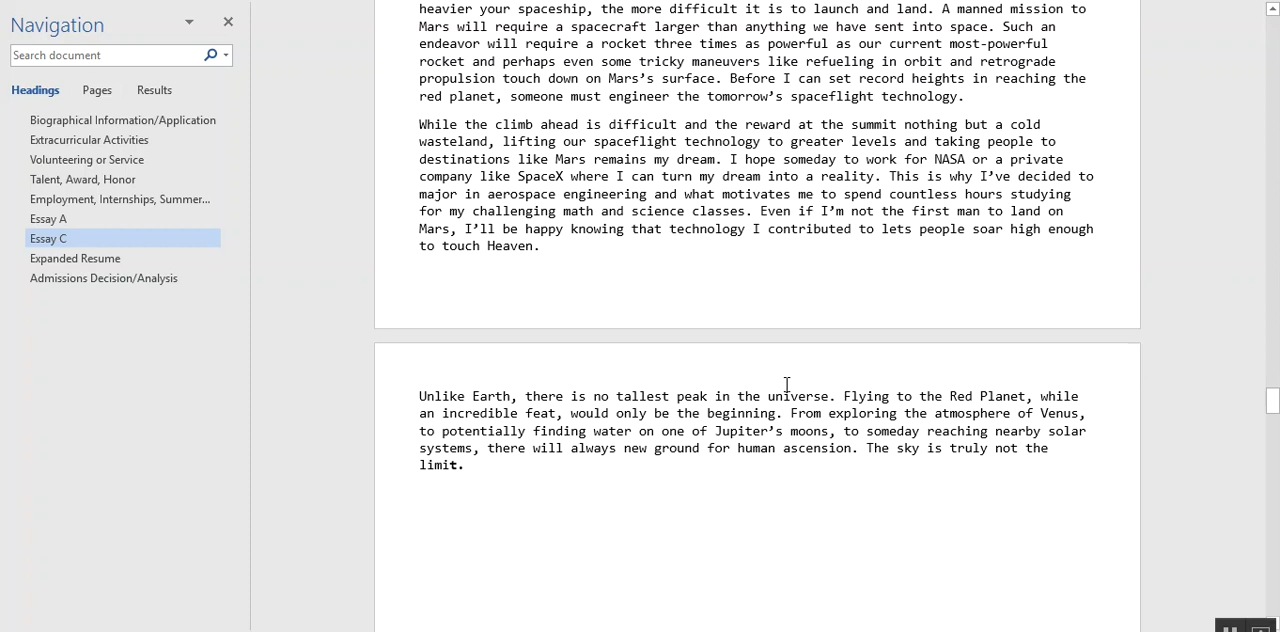 Navigation
Search document
Headings Pages Results
Biographical Information/Application
Extracurricular Activities
Volunteering or Service
Talent, Award, Honor
Employment, Internships, Summer...
Essay A
Essay C
Expanded Resume
Admissions Decision/Analysis
heavier your spaceship, the more difficult it is to launch and land. A manned mission to
Mars will require a spacecraft larger than anything we have sent into space. Such an
endeavor will require a rocket three times as powerful as our current most-powerful
rocket and perhaps even some tricky maneuvers like refueling in orbit and retrograde
propulsion touch down on Mars’s surface. Before I can set record heights in reaching the
red planet, someone must engineer the tomorrow’s spaceflight technology.
While the climb ahead is difficult and the reward at the summit nothing but a cold
wasteland, lifting our spaceflight technology to greater levels and taking people to
destinations like Mars remains my dream. I hope someday to work for NASA or a private
company like SpaceX where I can turn my dream into a reality. This is why I’ve decided to
major in aerospace engineering and what motivates me to spend countless hours studying
for my challenging math and science classes. Even if I’m not the first man to land on
Mars, I’ll be happy knowing that technology I contributed to lets people soar high enough
to touch Heaven.
Unlike Earth, there is no tallest peak in the universe. Flying to the Red Planet, while
an incredible feat, would only be the beginning. From exploring the atmosphere of Venus,
to potentially finding water on one of Jupiter’s moons, to someday reaching nearby solar
systems, there will always new ground for human ascension. The sky is truly not the
limit.